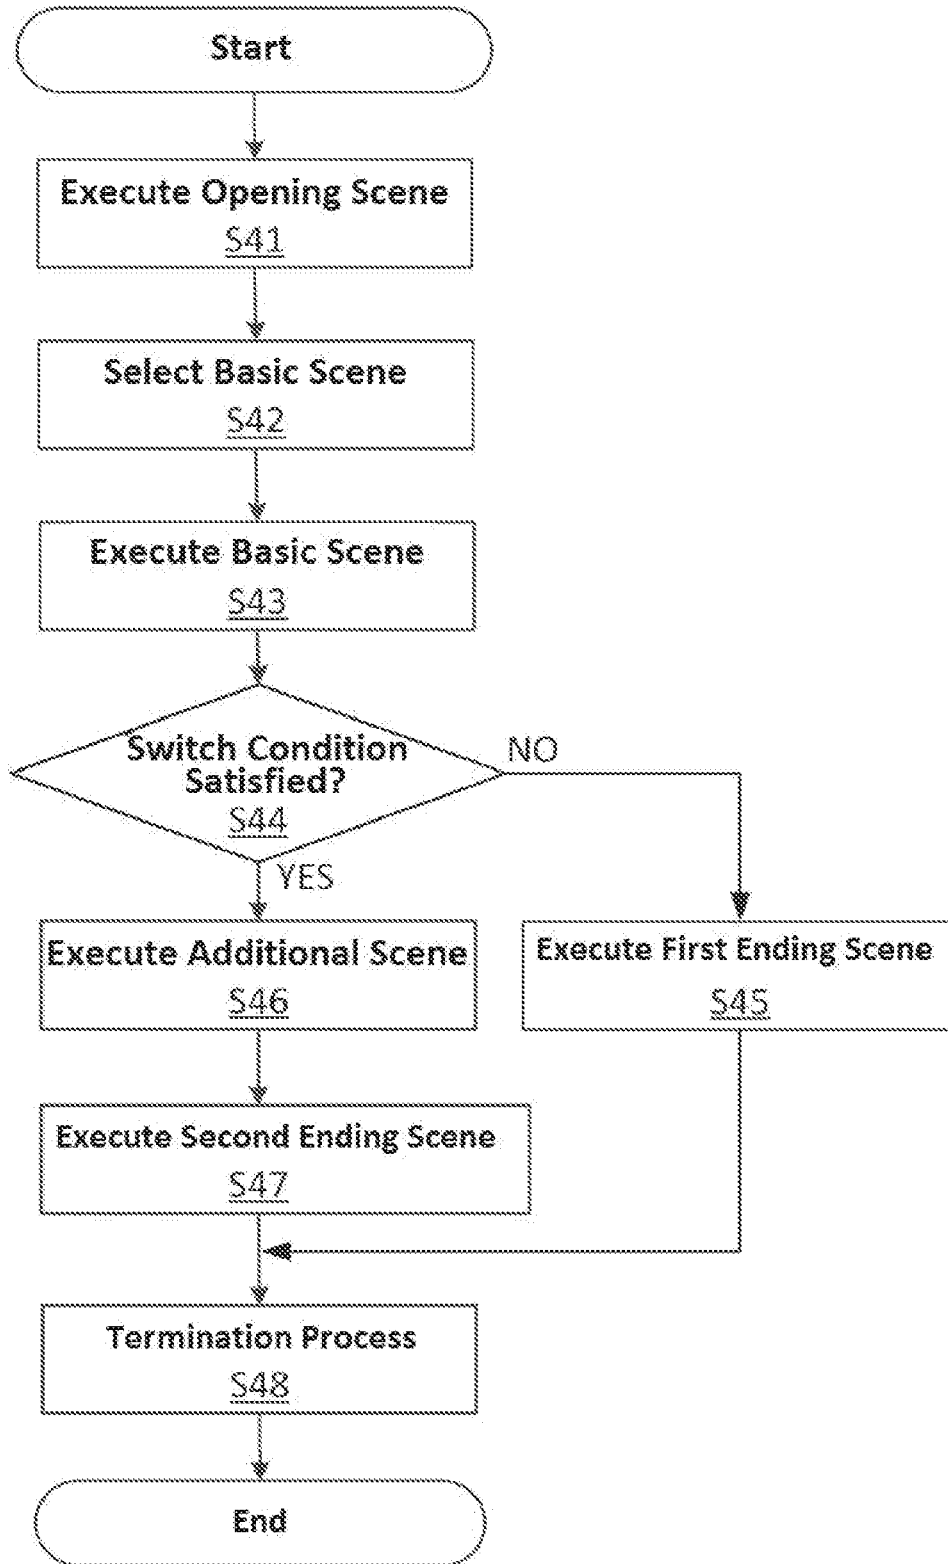 Start
Execute Opening Scene
S41
Select Basic Scene
S42
Execute Basic Scene
S43
Switch Condition
Satisfied?
S44
NO
YES
Execute Additional Scene
S46
Execute First Ending Scene
S45
Execute Second Ending Scene
S47
Termination Process
S48
End